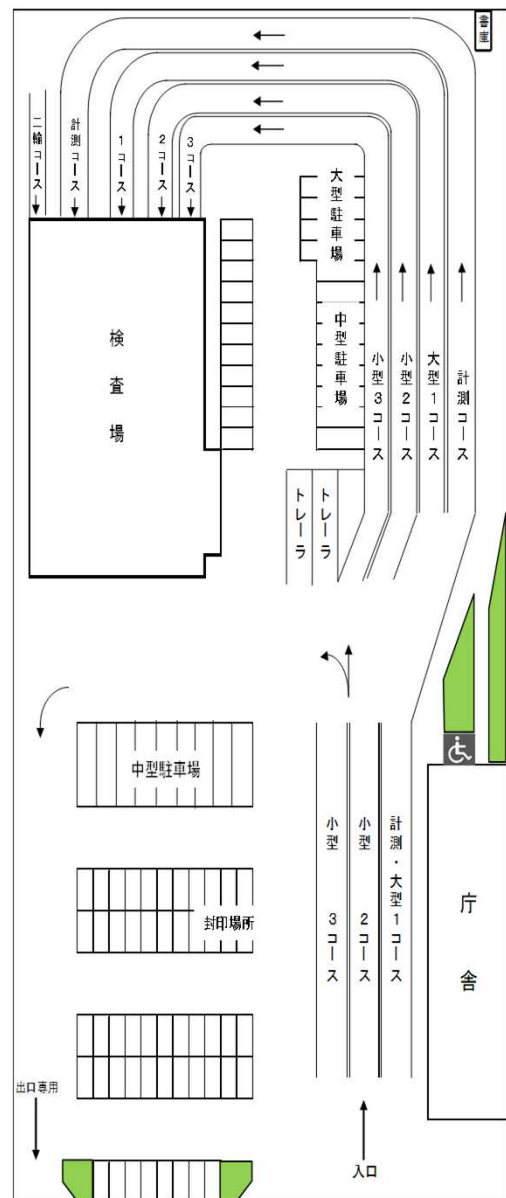 書庫
二輪コース
計測コース
1コース
2コース
3コース
大型駐車場
検査場
中型駐車場
小型3コース
小型2コース
大型1コース
計測コース
トレーラ
トレーラ
中型駐車場
小型 3コース
小型 2コース
計測・大型1コース
庁舎
封印場所
出口専用
入口